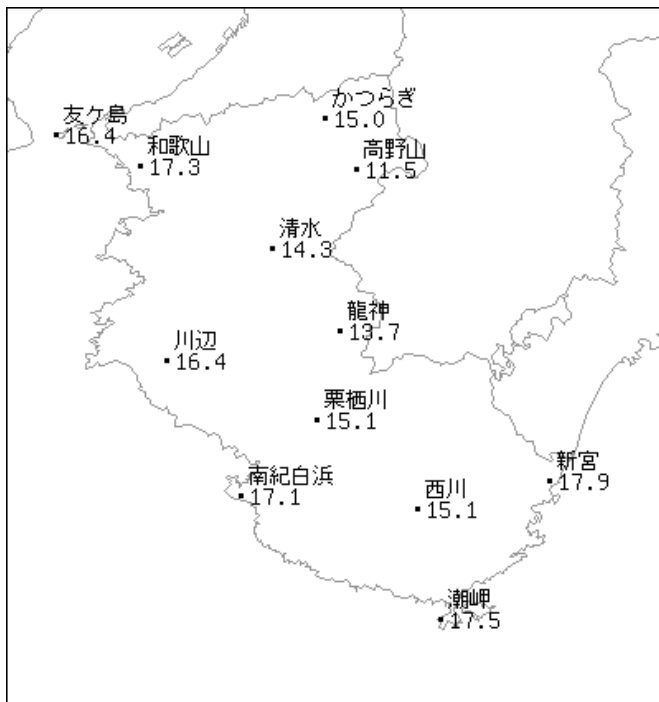 かつらぎ
15.0
友ケ島
16.4
和歌山
17.3
高野山
11.5
清水
14.3
龍神
13.7
川辺
16.4
栗栖川
15.1
新宮
17.9
南紀白浜
17.1
西川
15.1
潮岬
17.5